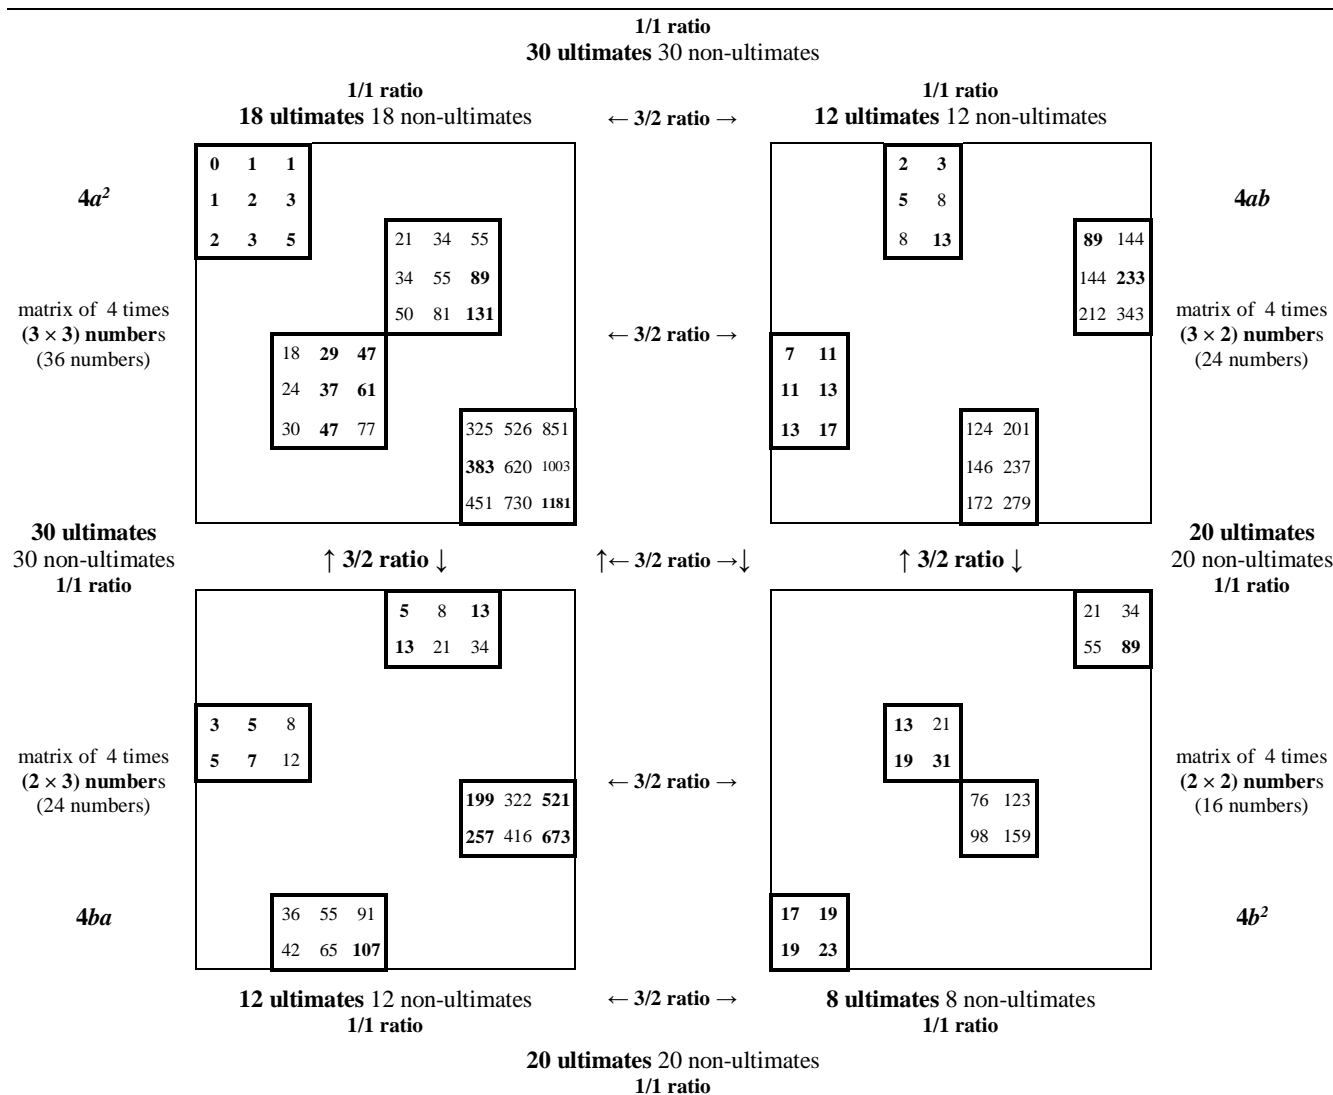 1/1 ratio
30 ultimates 30 non-ultimates
1/1 ratio
18 ultimates 18 non-ultimates
← 3/2 ratio →
1/1 ratio
12 ultimates 12 non-ultimates
4a²
matrix of 4 times
(3 × 3) numbers
(36 numbers)
0 1 1
1 2 3
2 3 5
21 34 55
34 55 89
50 81 131
18 29 47
24 37 61
30 47 77
325 526 851
383 620 1003
451 730 1181
← 3/2 ratio →
2 3
5 8
8 13
89 144
144 233
212 343
7 11
11 13
13 17
124 201
146 237
172 279
4ab
matrix of 4 times
(3 × 2) numbers
(24 numbers)
30 ultimates
30 non-ultimates
1/1 ratio
↑ 3/2 ratio ↓
↑← 3/2 ratio →↓
↑ 3/2 ratio ↓
20 ultimates
20 non-ultimates
1/1 ratio
5 8 13
13 21 34
3 5 8
5 7 12
199 322 521
257 416 673
36 55 91
42 65 107
matrix of 4 times
(2 × 3) numbers
(24 numbers)
4ba
← 3/2 ratio →
21 34
55 89
13 21
19 31
76 123
98 159
17 19
19 23
matrix of 4 times
(2 × 2) numbers
(16 numbers)
4b²
12 ultimates 12 non-ultimates
1/1 ratio
← 3/2 ratio →
8 ultimates 8 non-ultimates
1/1 ratio
20 ultimates 20 non-ultimates
1/1 ratio